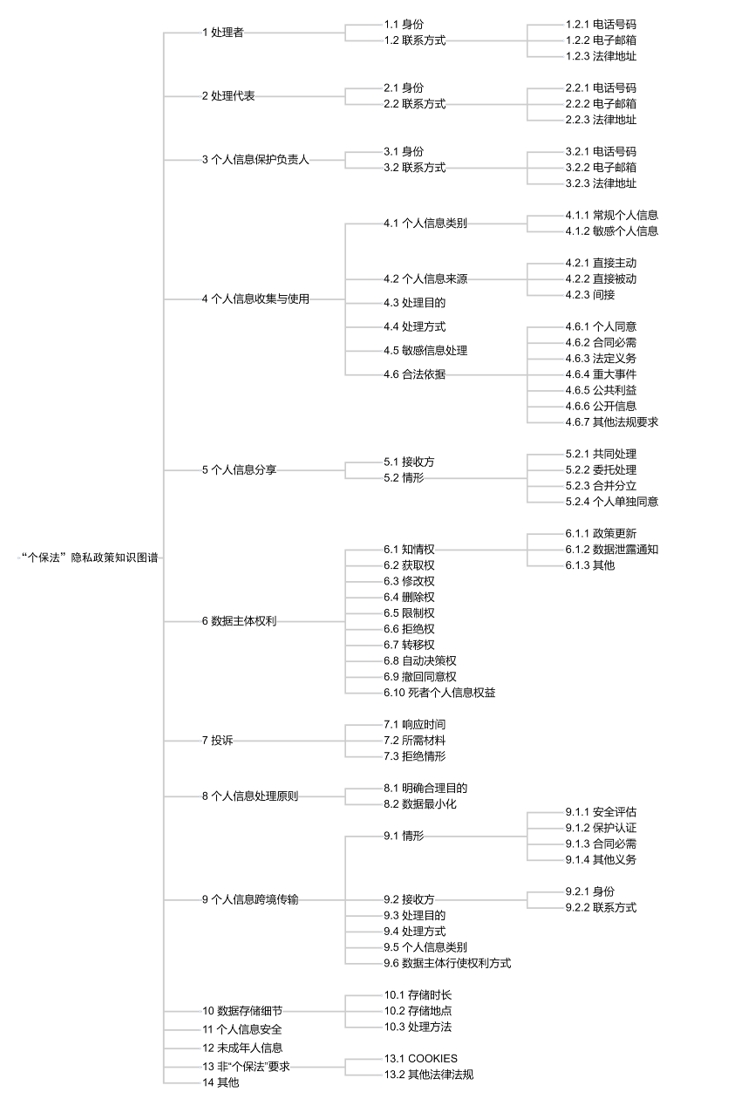 “个保法”隐私政策知识图谱
1 处理者
1.1 身份
1.2 联系方式
1.2.1 电话号码
1.2.2 电子邮箱
1.2.3 法律地址
2 处理代表
2.1 身份
2.2 联系方式
2.2.1 电话号码
2.2.2 电子邮箱
2.2.3 法律地址
3 个人信息保护负责人
3.1 身份
3.2 联系方式
3.2.1 电话号码
3.2.2 电子邮箱
3.2.3 法律地址
4 个人信息收集与使用
4.1 个人信息类别
4.1.1 常规个人信息
4.1.2 敏感个人信息
4.2 个人信息来源
4.2.1 直接主动
4.2.2 直接被动
4.2.3 间接
4.3 处理目的
4.4 处理方式
4.5 敏感信息处理
4.6 合法依据
4.6.1 个人同意
4.6.2 合同必需
4.6.3 法定义务
4.6.4 重大事件
4.6.5 公共利益
4.6.6 公开信息
4.6.7 其他法规要求
5 个人信息分享
5.1 接收方
5.2 情形
5.2.1 共同处理
5.2.2 委托处理
5.2.3 合并分立
5.2.4 个人单独同意
6 数据主体权利
6.1 知情权
6.1.1 政策更新
6.1.2 数据泄露通知
6.1.3 其他
6.2 获取权
6.3 修改权
6.4 删除权
6.5 限制权
6.6 拒绝权
6.7 转移权
6.8 自动决策权
6.9 撤回同意权
6.10 死者个人信息权益
7 投诉
7.1 响应时间
7.2 所需材料
7.3 拒绝情形
8 个人信息处理原则
8.1 明确合理目的
8.2 数据最小化
9 个人信息跨境传输
9.1 情形
9.1.1 安全评估
9.1.2 保护认证
9.1.3 合同必需
9.1.4 其他义务
9.2 接收方
9.2.1 身份
9.2.2 联系方式
9.3 处理目的
9.4 处理方式
9.5 个人信息类别
9.6 数据主体行使权利方式
10 数据存储细节
10.1 存储时长
10.2 存储地点
10.3 处理方法
11 个人信息安全
12 未成年人信息
13 非“个保法”要求
13.1 COOKIES
13.2 其他法律法规
14 其他